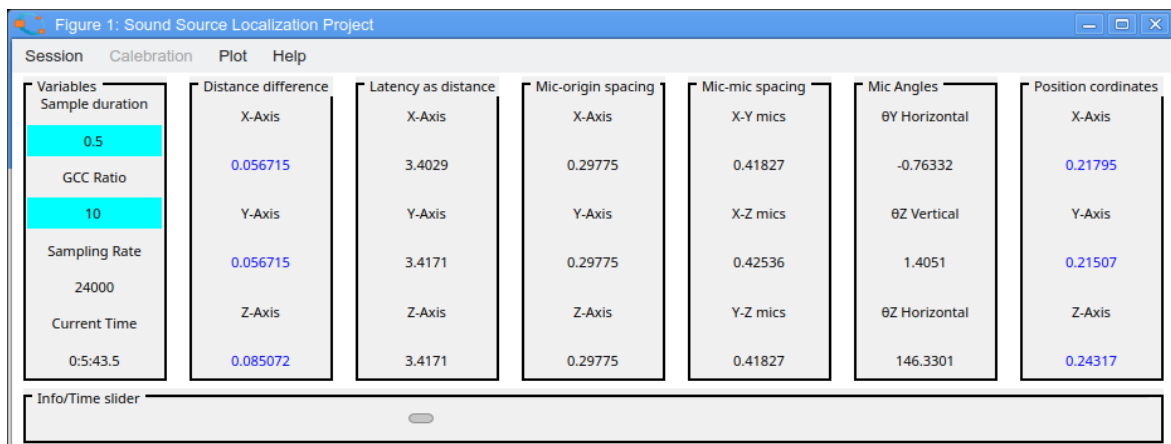 Figure 1: Sound Source Localization Project
Session Calebration Plot Help
Variables
Sample duration
0.5
GCC Ratio
10
Sampling Rate
24000
Current Time
0:5:43.5
Distance difference
X-Axis
0.056715
Y-Axis
0.056715
Z-Axis
0.085072
Latency as distance
X-Axis
3.4029
Y-Axis
3.4171
Z-Axis
3.4171
Mic-origin spacing
X-Axis
0.29775
Y-Axis
0.29775
Z-Axis
0.29775
Mic-mic spacing
X-Y mics
0.41827
X-Z mics
0.42536
Y-Z mics
0.41827
Mic Angles
θY Horizontal
-0.76332
θZ Vertical
1.4051
θZ Horizontal
146.3301
Position cordinates
X-Axis
0.21795
Y-Axis
0.21507
Z-Axis
0.24317
Info/Time slider